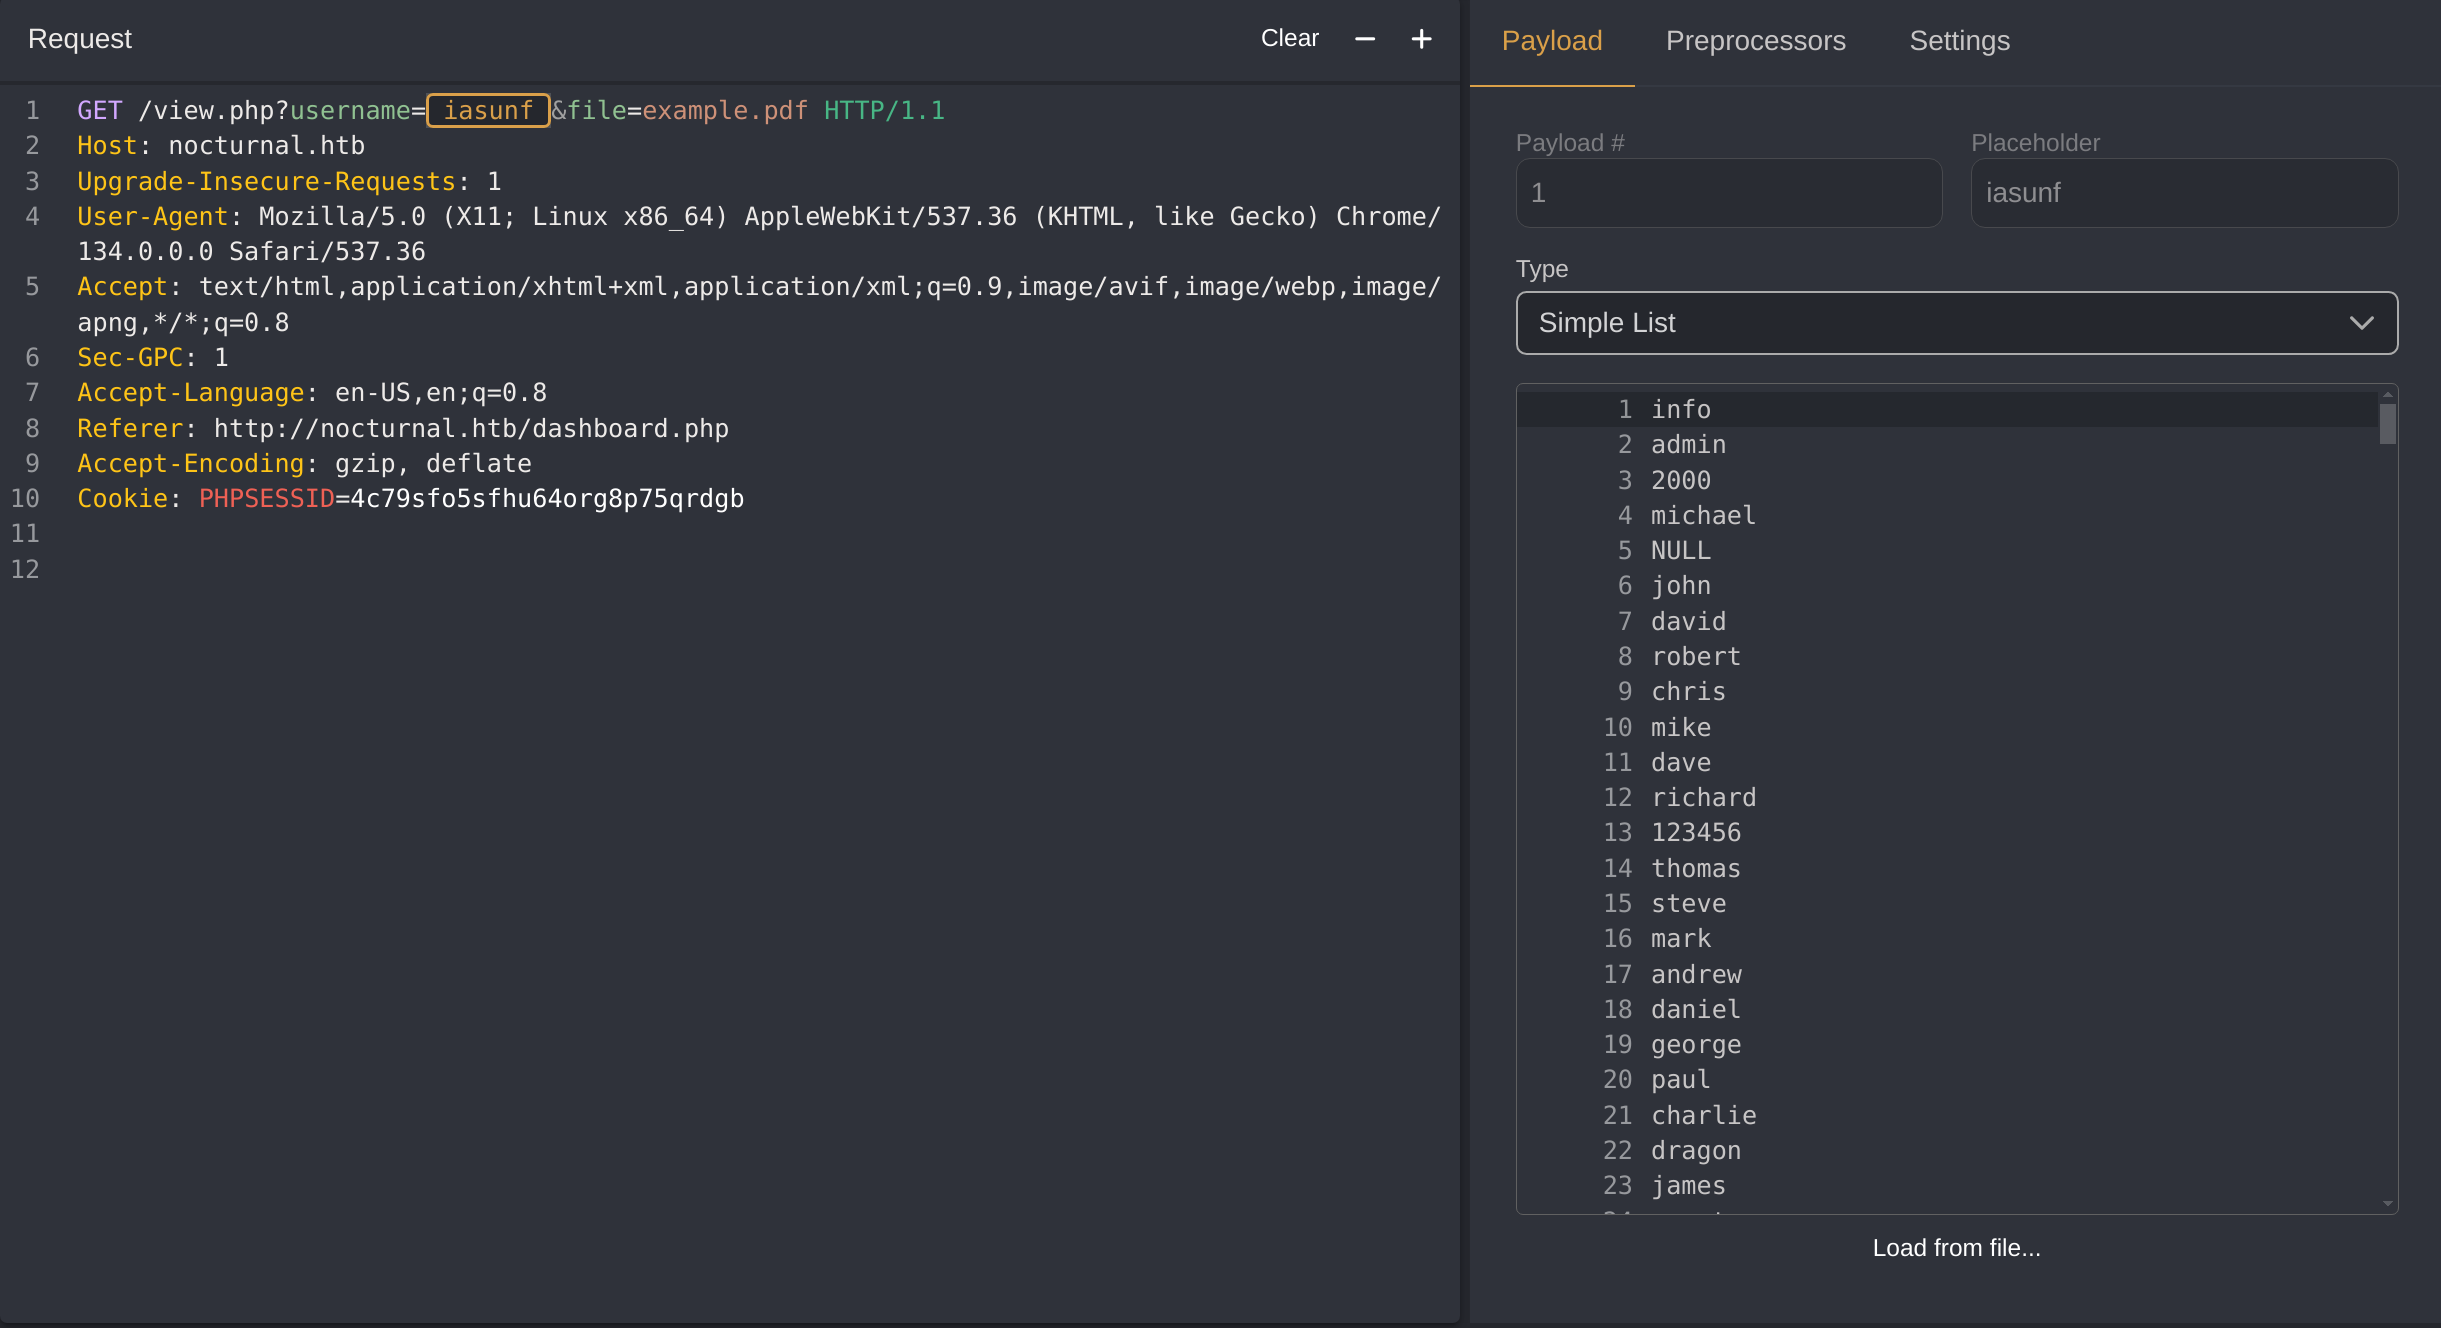 Request
Clear − +
1 GET /view.php?username= iasunf &file=example.pdf HTTP/1.1
2 Host: nocturnal.htb
3 Upgrade-Insecure-Requests: 1
4 User-Agent: Mozilla/5.0 (X11; Linux x86_64) AppleWebKit/537.36 (KHTML, like Gecko) Chrome/
134.0.0.0 Safari/537.36
5 Accept: text/html,application/xhtml+xml,application/xml;q=0.9,image/avif,image/webp,image/
apng,*/*;q=0.8
6 Sec-GPC: 1
7 Accept-Language: en-US,en;q=0.8
8 Referer: http://nocturnal.htb/dashboard.php
9 Accept-Encoding: gzip, deflate
10 Cookie: PHPSESSID=4c79sfo5sfhu64org8p75qrdgb
11
12
Payload Preprocessors Settings
Payload # Placeholder
1 iasunf
Type
Simple List
1 info
2 admin
3 2000
4 michael
5 NULL
6 john
7 david
8 robert
9 chris
10 mike
11 dave
12 richard
13 123456
14 thomas
15 steve
16 mark
17 andrew
18 daniel
19 george
20 paul
21 charlie
22 dragon
23 james
Load from file...